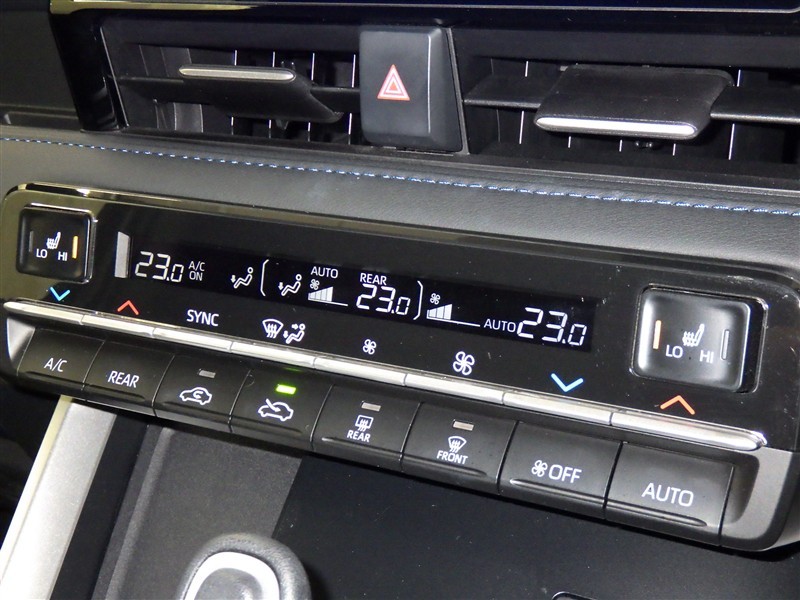 LO HI
23.0 A/C ON
AUTO
REAR
23.0
AUTO 23.0
LO HI
SYNC
A/C
REAR
REAR
FRONT
OFF
AUTO